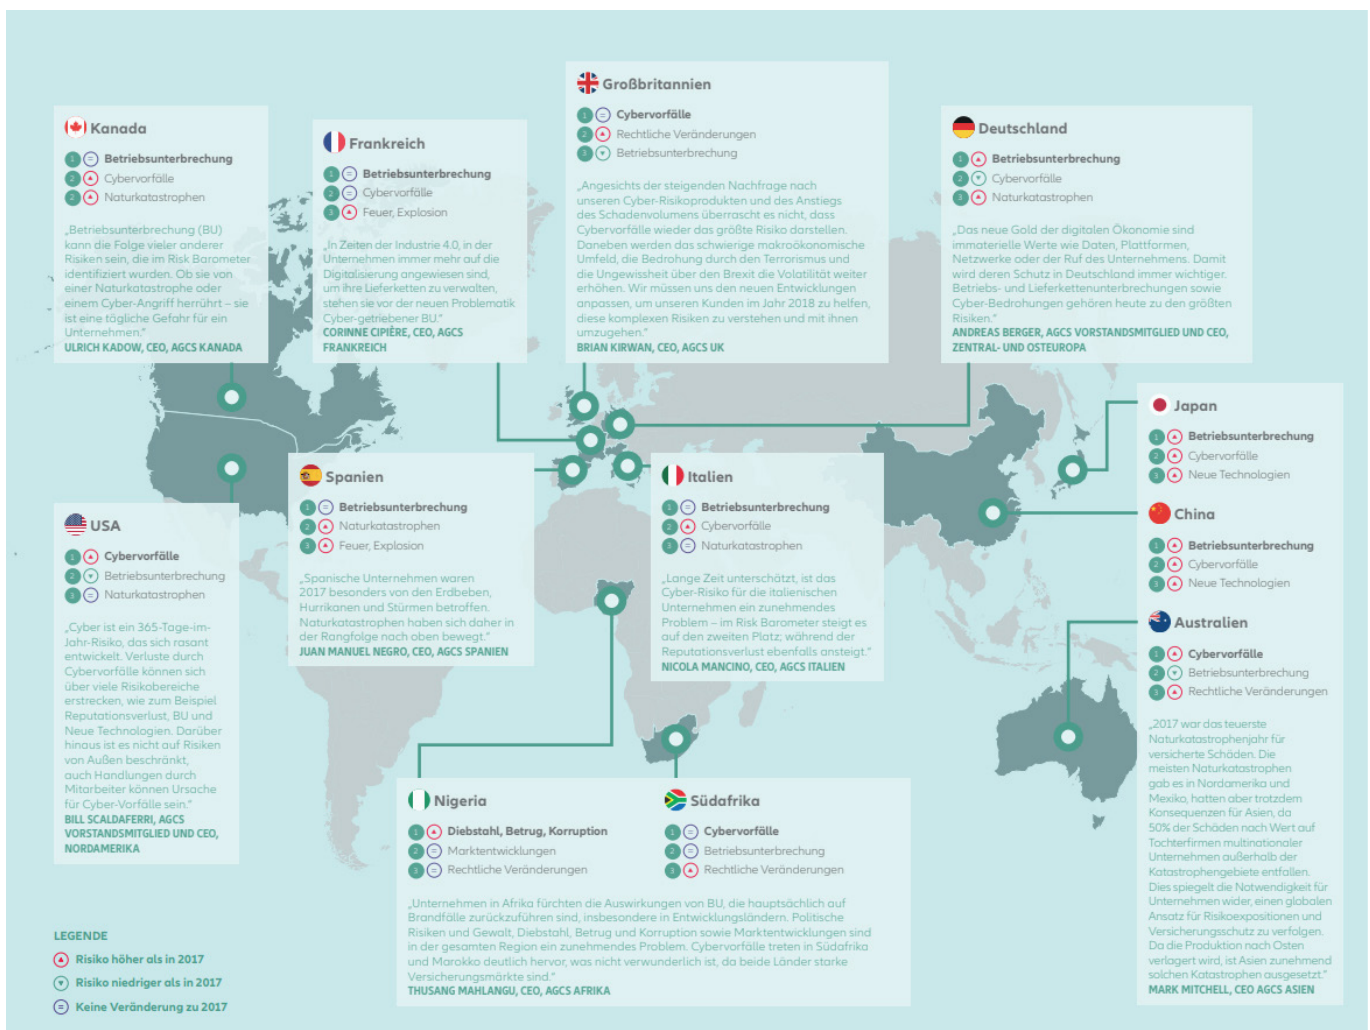 Kanada
1 = Betriebsunterbrechung
2 ▲ Cybervorfälle
2 ▲ Naturkatastrophen
„Betriebsunterbrechung (BU)
kann die Folge vieler anderer
Risiken sein, die im Risk Barometer
identifiziert wurden. Ob sie von
einer Naturkatastrophe oder
einem Cyber-Angriff herrührt – sie
ist eine tägliche Gefahr für ein
Unternehmen.“
ULRICH KADOW, CEO, AGCS KANADA
Frankreich
1 = Betriebsunterbrechung
2 = Cybervorfälle
3 ▲ Feuer, Explosion
„In Zeiten der Industrie 4.0, in der
Unternehmen immer mehr auf die
Digitalisierung angewiesen sind,
um ihre Lieferketten zu verwalten,
stehen sie vor der neuen Problematik
Cyber-getriebener BU.“
CORINNE CIPIÈRE, CEO, AGCS
FRANKREICH
Großbritannien
1 = Cybervorfälle
2 ▲ Rechtliche Veränderungen
3 ▼ Betriebsunterbrechung
„Angesichts der steigenden Nachfrage nach
unseren Cyber-Risikoprodukten und des Anstiegs
des Schadenvolumens überrascht es nicht, dass
Cybervorfälle wieder das größte Risiko darstellen.
Daneben werden das schwierige makroökonomische
Umfeld, die Bedrohung durch den Terrorismus und
die Ungewissheit über den Brexit die Volatilität weiter
erhöhen. Wir müssen uns den neuen Entwicklungen
anpassen, um unseren Kunden im Jahr 2018 zu helfen,
diese komplexen Risiken zu verstehen und mit ihnen
umzugehen.“
BRIAN KIRWAN, CEO, AGCS UK
Deutschland
1 ▲ Betriebsunterbrechung
2 ▼ Cybervorfälle
3 ▲ Naturkatastrophen
„Das neue Gold der digitalen Ökonomie sind
immaterielle Werte wie Daten, Plattformen,
Netzwerke oder der Ruf des Unternehmens. Damit
wird deren Schutz in Deutschland immer wichtiger.
Betriebs- und Lieferkettenunterbrechungen sowie
Cyber-Bedrohungen gehören heute zu den größten
Risiken.“
ANDREAS BERGER, AGCS VORSTANDSMITGLIED UND CEO,
ZENTRAL- UND OSTEUROPA
USA
1 ▲ Cybervorfälle
2 ▼ Betriebsunterbrechung
3 = Naturkatastrophen
„Cyber ist ein 365-Tage-im-
Jahr-Risiko, das sich rasant
entwickelt. Verluste durch
Cybervorfälle können sich
über viele Risikobereiche
erstrecken, wie zum Beispiel
Reputationsverlust, BU und
Neue Technologien. Darüber
hinaus ist es nicht auf Risiken
von Außen beschränkt,
auch Handlungen durch
Mitarbeiter können Ursache
für Cyber-Vorfälle sein.“
BILL SCALDAFERRI, AGCS
VORSTANDSMITGLIED UND CEO,
NORDAMERIKA
Spanien
1 = Betriebsunterbrechung
2 ▲ Naturkatastrophen
3 ▲ Feuer, Explosion
„Spanische Unternehmen waren
2017 besonders von den Erdbeben,
Hurrikanen und Stürmen betroffen.
Naturkatastrophen haben sich daher in
der Rangfolge nach oben bewegt.“
JUAN MANUEL NEGRO, CEO, AGCS SPANIEN
Italien
1 = Betriebsunterbrechung
2 ▲ Cybervorfälle
3 = Naturkatastrophen
„Lange Zeit unterschätzt, ist das
Cyber-Risiko für die italienischen
Unternehmen ein zunehmendes
Problem – im Risk Barometer steigt es
auf den zweiten Platz; während der
Reputationsverlust ebenfalls ansteigt.“
NICOLA MANCINO, CEO, AGCS ITALIEN
Japan
1 ▲ Betriebsunterbrechung
2 ▲ Cybervorfälle
3 ▲ Neue Technologien
China
1 ▲ Betriebsunterbrechung
2 ▲ Cybervorfälle
3 ▲ Neue Technologien
Australien
1 ▲ Cybervorfälle
2 ▼ Betriebsunterbrechung
3 ▲ Rechtliche Veränderungen
„2017 war das teuerste
Naturkatastrophenjahr für
versicherte Schäden. Die
meisten Naturkatastrophen
gab es in Nordamerika und
Mexiko, hatten aber trotzdem
Konsequenzen für Asien, da
50% der Schäden nach Wert auf
Tochterfirmen multinationaler
Unternehmen außerhalb der
Katastrophengebiete entfallen.
Dies spiegelt die Notwendigkeit für
Unternehmen wider, einen globalen
Ansatz für Risikoexpositionen und
Versicherungsschutz zu verfolgen.
Da die Produktion nach Osten
verlagert wird, ist Asien zunehmend
solchen Katastrophen ausgesetzt.“
MARK MITCHELL, CEO AGCS ASIEN
Nigeria
1 ▲ Diebstahl, Betrug, Korruption
2 = Marktentwicklungen
3 = Rechtliche Veränderungen
Südafrika
1 = Cybervorfälle
2 = Betriebsunterbrechung
3 ▲ Rechtliche Veränderungen
„Unternehmen in Afrika fürchten die Auswirkungen von BU, die hauptsächlich auf
Brandfälle zurückzuführen sind, insbesondere in Entwicklungsländern. Politische
Risiken und Gewalt, Diebstahl, Betrug und Korruption sowie Marktentwicklungen sind
in der gesamten Region ein zunehmendes Problem. Cybervorfälle treten in Südafrika
und Marokko deutlich hervor, was nicht verwunderlich ist, da beide Länder starke
Versicherungsmärkte sind.“
THUSANG MAHLANGU, CEO, AGCS AFRIKA
LEGENDE
▲ Risiko höher als in 2017
▼ Risiko niedriger als in 2017
= Keine Veränderung zu 2017